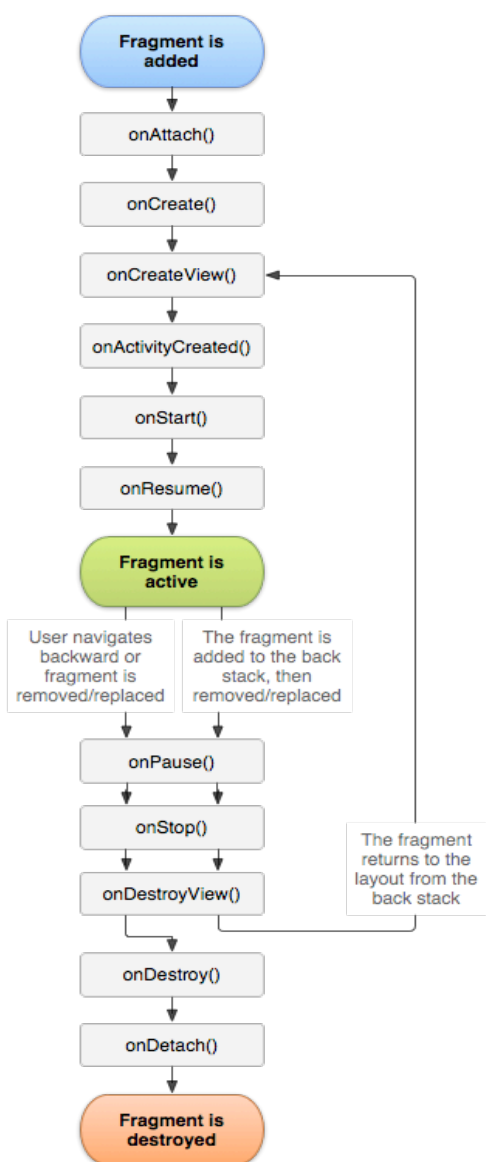 Fragment is
added
onAttach()
onCreate()
onCreateView()
onActivityCreated()
onStart()
onResume()
Fragment is
active
User navigates
backward or
fragment is
removed/replaced
The fragment is
added to the back
stack, then
removed/replaced
onPause()
onStop()
The fragment
returns to the
layout from the
back stack
onDestroyView()
onDestroy()
onDetach()
Fragment is
destroyed